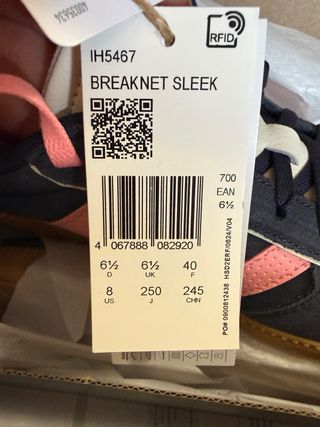 40035634
RFID
IH5467
BREAKNET SLEEK
700
EAN
6½
4 067888 082920
6½ 6½ 40
D UK F
8 250 245
US J CHN
HSD2ERF/0624/V04
PO# 0900812438